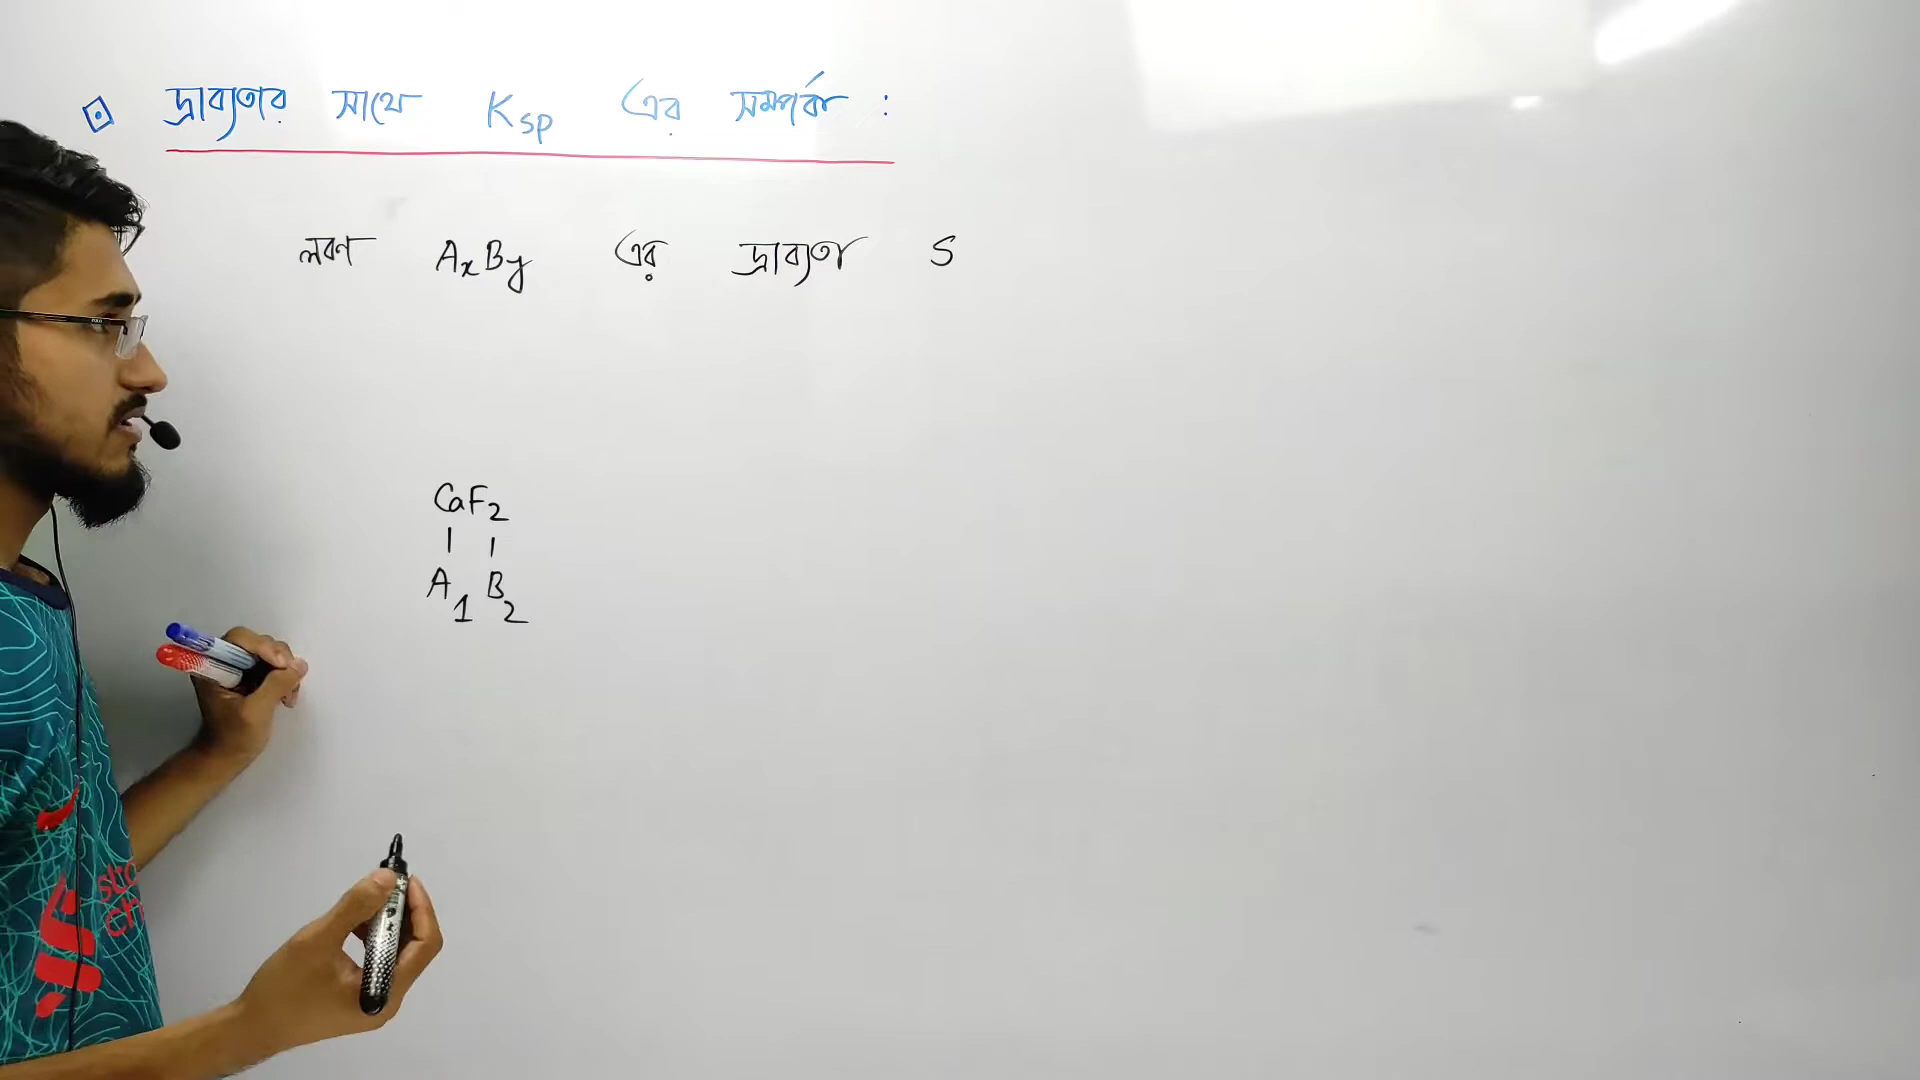 দ্রাব্যতার সাথে Ksp এর সম্পর্ক :
লবণ AxBy এর দ্রাব্যতা S
CaF2
A1 B2